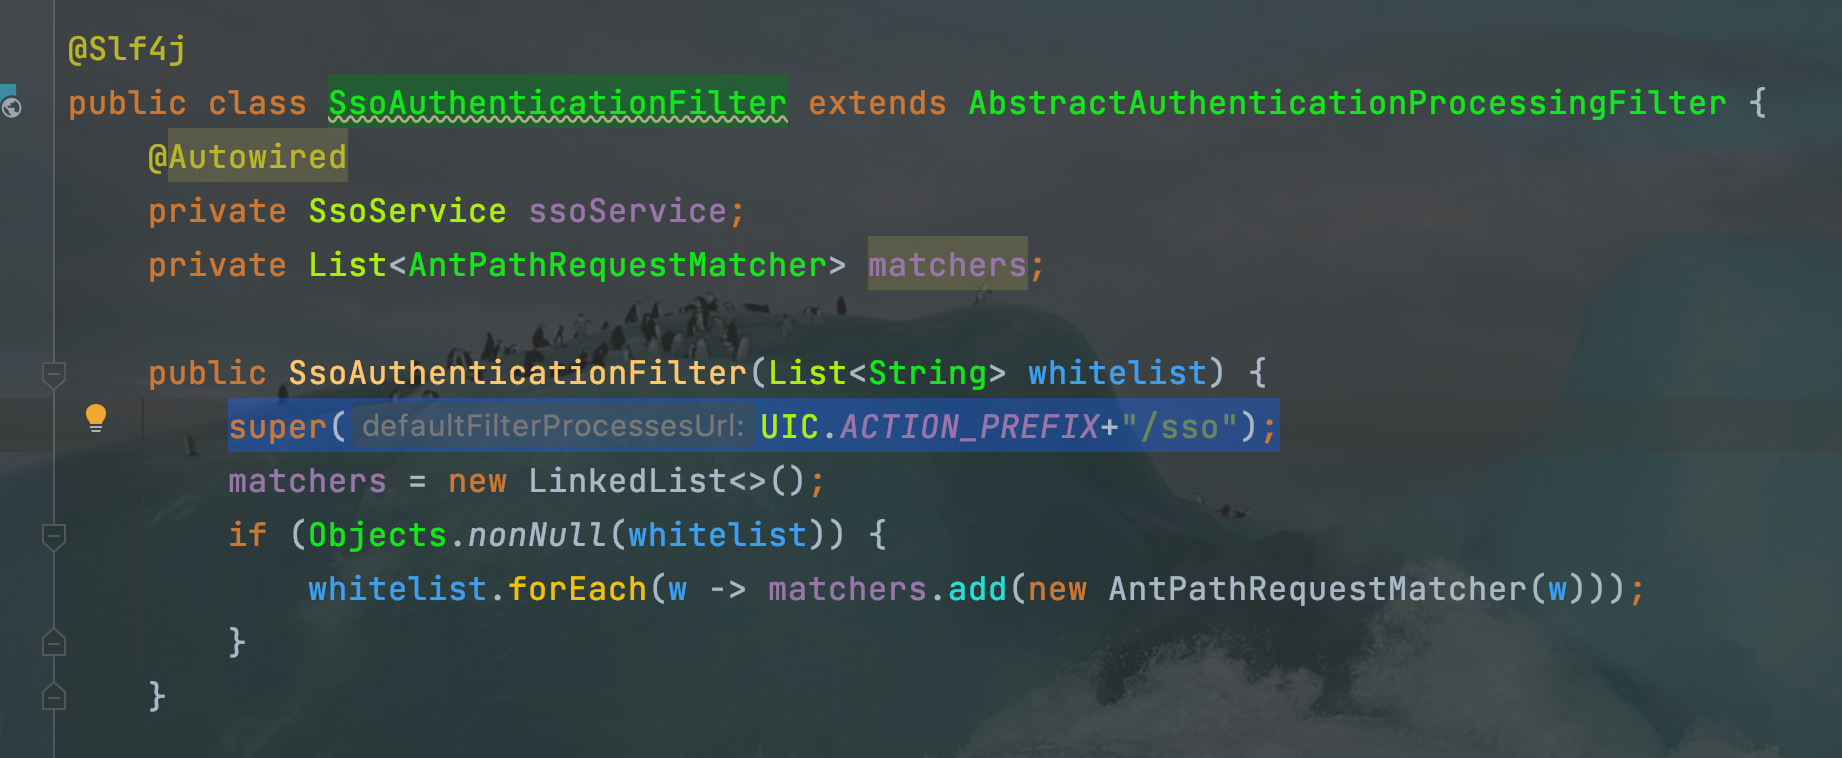 @Slf4j
public class SsoAuthenticationFilter extends AbstractAuthenticationProcessingFilter {
@Autowired
private SsoService ssoService;
private List<AntPathRequestMatcher> matchers;
public SsoAuthenticationFilter(List<String> whitelist) {
super( defaultFilterProcessesUrl: UIC.ACTION_PREFIX+"/sso");
matchers = new LinkedList<>();
if (Objects.nonNull(whitelist)) {
whitelist.forEach(w -> matchers.add(new AntPathRequestMatcher(w)));
}
}